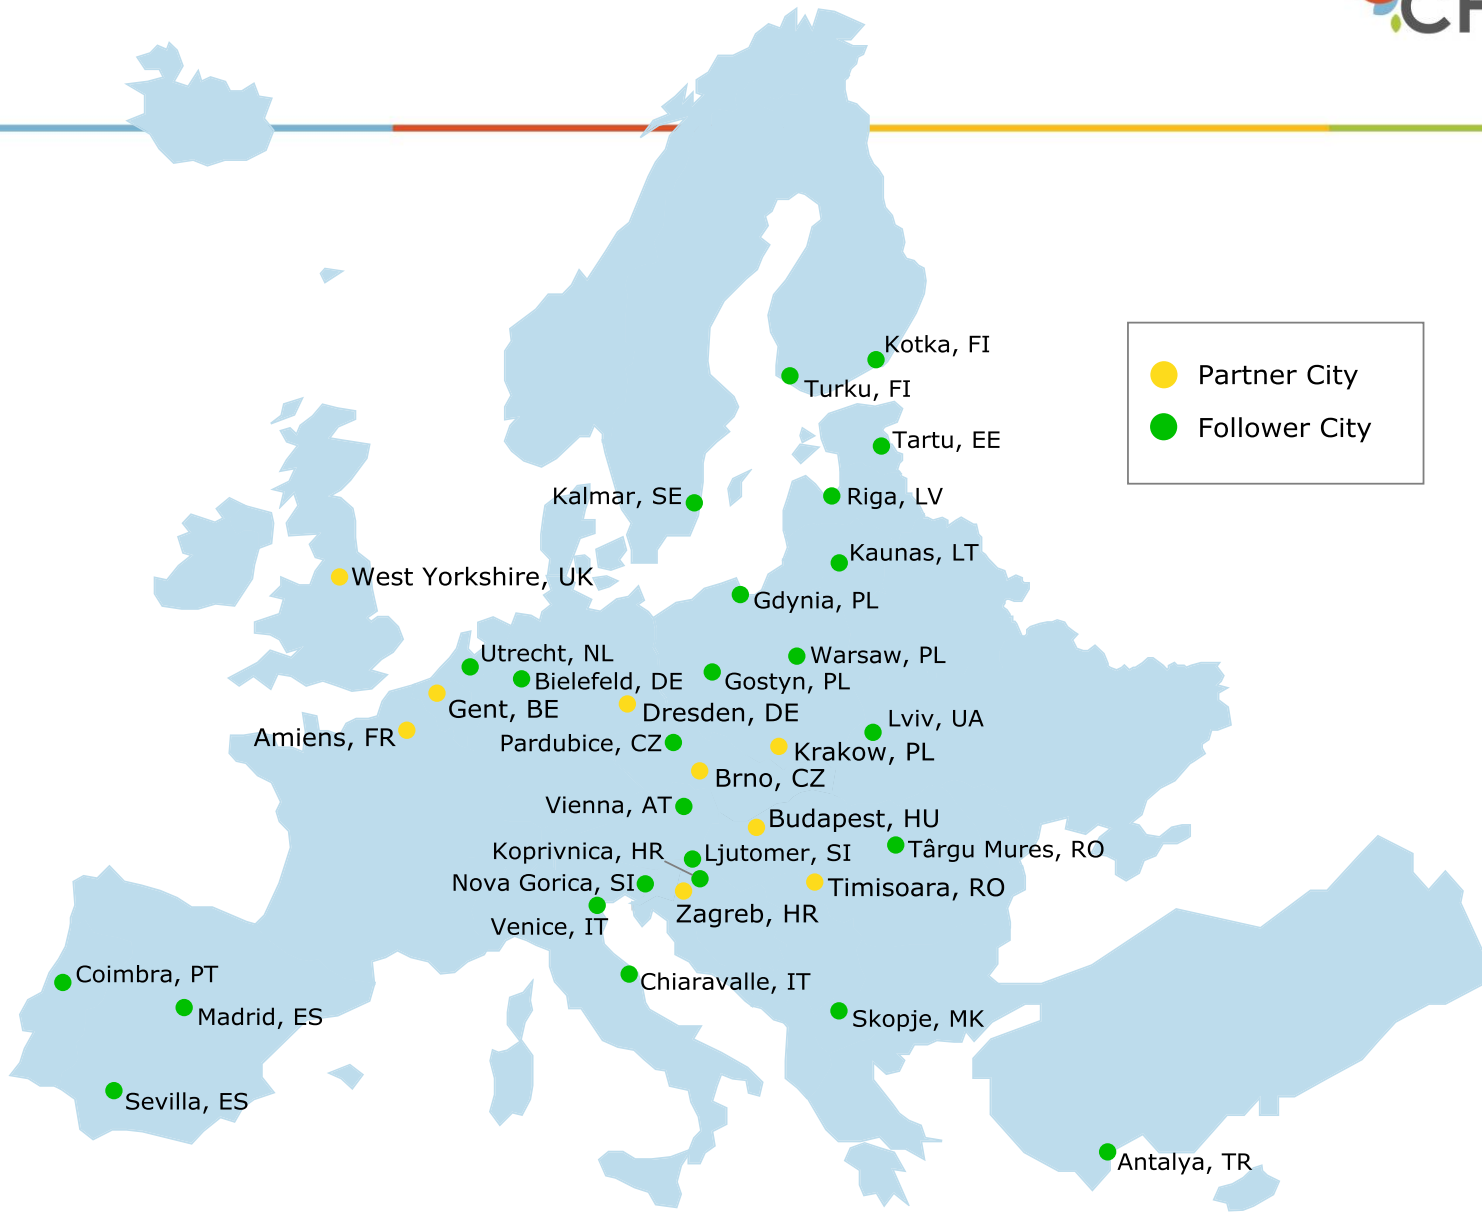 Kotka, FI
Partner City
Turku, FI
Follower City
Tartu, EE
Kalmar, SE
Riga, LV
Kaunas, LT
West Yorkshire, UK
Gdynia, PL
Utrecht, NL
Warsaw, PL
Bielefeld, DE
Gostyn, PL
Gent, BE
Dresden, DE
Lviv, UA
Amiens, FR
Pardubice, CZ
Krakow, PL
Brno, CZ
Vienna, AT
Budapest, HU
Koprivnica, HR
Ljutomer, SI
Târgu Mures, RO
Nova Gorica, SI
Timisoara, RO
Zagreb, HR
Venice, IT
Coimbra, PT
Chiaravalle, IT
Madrid, ES
Skopje, MK
Sevilla, ES
Antalya, TR